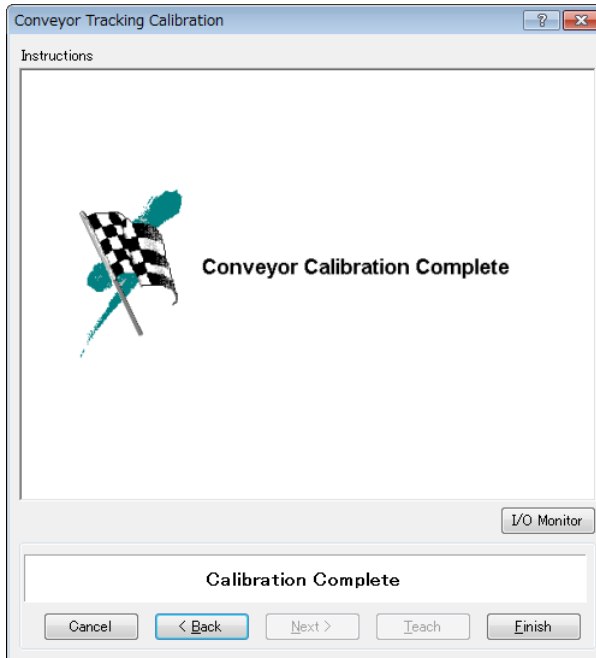 Conveyor Tracking Calibration
Instructions
Conveyor Calibration Complete
I/O Monitor
Calibration Complete
Cancel < Back Next > Teach Finish